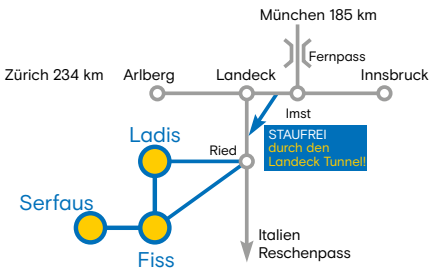 München 185 km
Fernpass
Zürich 234 km
Arlberg
Landeck
Innsbruck
Imst
STAUFREI
durch den
Landeck Tunnel!
Ladis
Ried
Serfaus
Fiss
Italien
Reschenpass